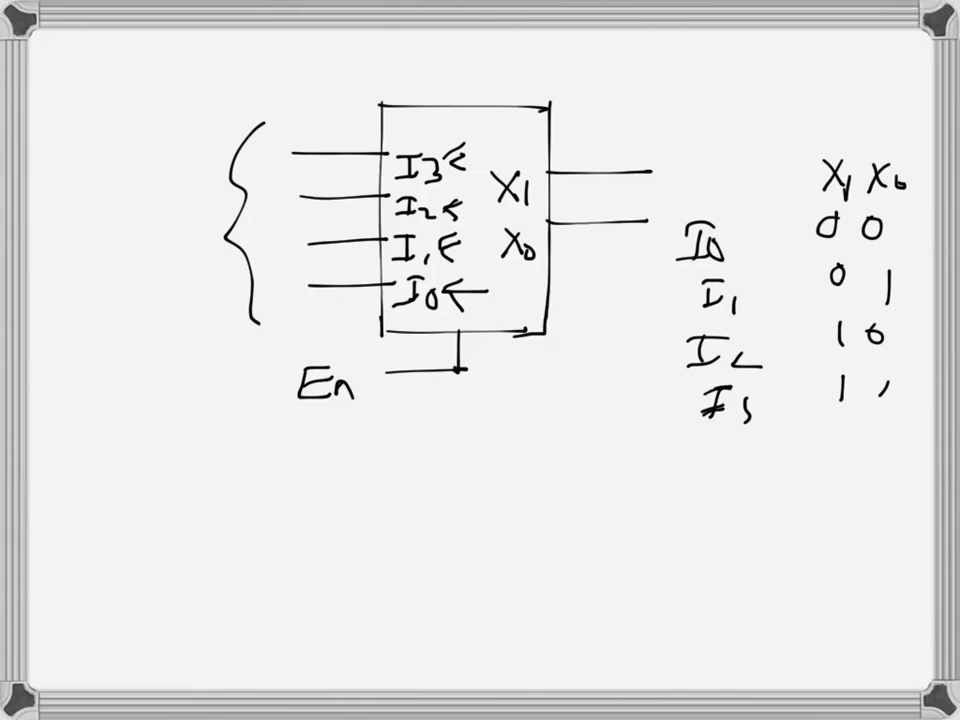 I3
I2
I1
I0
X1
X0
En
X1 X0
I0 0 0
I1 0 1
I2 1 0
I3 1 1